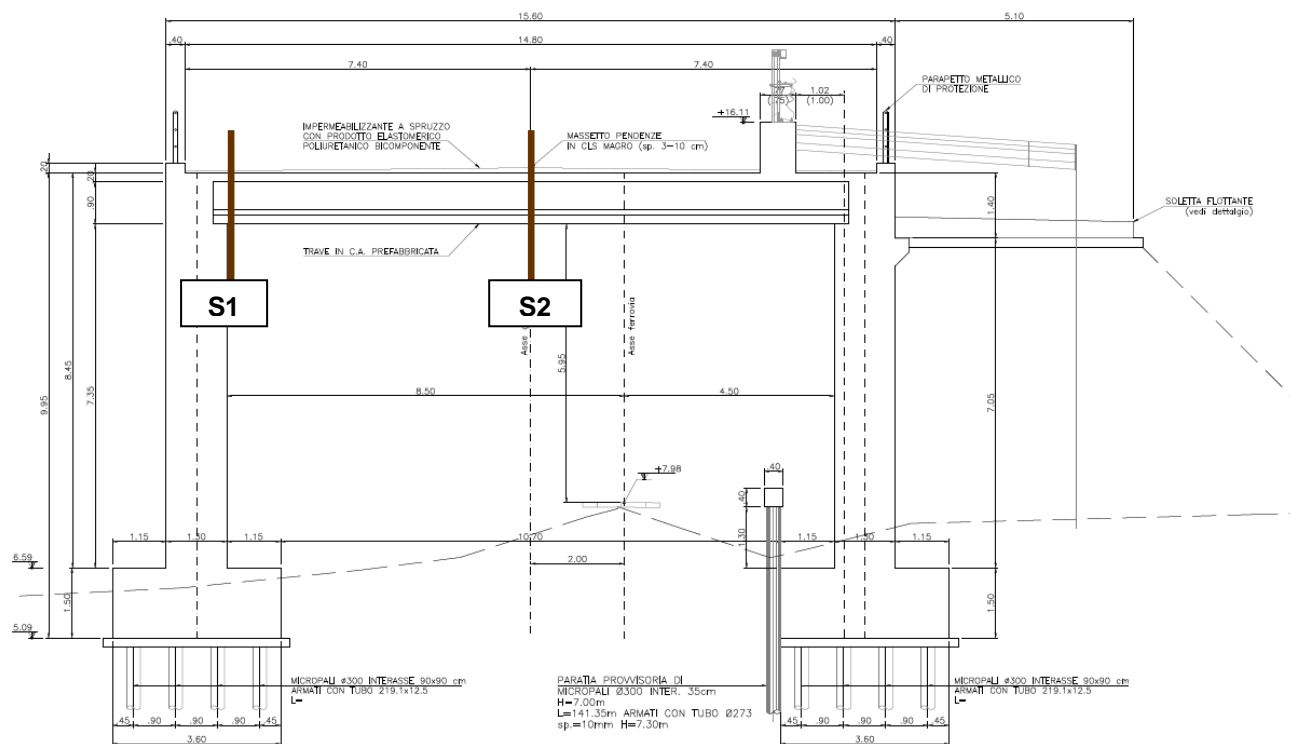 15.60
5.10
.40
14.80
.40
7.40
7.40
PARAPETTO METALLICO
DI PROTEZIONE
.77
(.75)
1.02
(1.00)
+16.11
IMPERMEABILIZZANTE A SPRUZZO
CON PRODOTTO ELASTOMERICO
POLIURETANICO BICOMPONENTE
MASSETTO PENDENZE
IN CLS MAGRO (sp. 3-10 cm)
.20
.20
.90
1.40
SOLETTA FLOTTANTE
(vedi dettalgio)
TRAVE IN C.A. PREFABBRICATA
S1
S2
Asse
Asse ferrovia
5.95
9.95
8.45
7.35
8.50
4.50
7.05
+7.98
.40
.40
1.30
1.15
1.30
1.15
10.70
1.15
1.30
1.15
2.00
6.59
1.50
1.50
5.09
MICROPALI ø300 INTERASSE 90x90 cm
ARMATI CON TUBO 219.1x12.5
L=
PARATIA PROVVISORIA DI
MICROPALI Ø300 INTER. 35cm
H=7.00m
L=141.35m ARMATI CON TUBO Ø273
sp.=10mm H=7.30m
MICROPALI ø300 INTERASSE 90x90 cm
ARMATI CON TUBO 219.1x12.5
L=
.45
.90
.90
.90
.45
.45
.90
.90
.90
.45
3.60
3.60